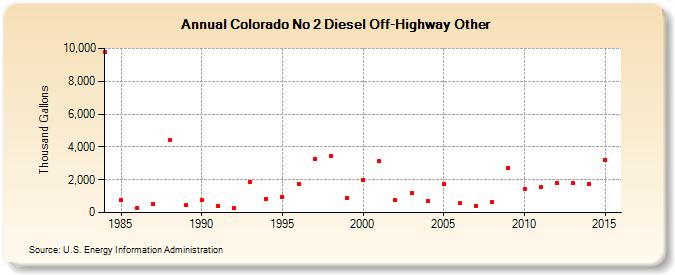 Annual Colorado No 2 Diesel Off-Highway Other
Thousand Gallons
10,000
8,000
6,000
4,000
2,000
0
1985 1990 1995 2000 2005 2010 2015
Source: U.S. Energy Information Administration